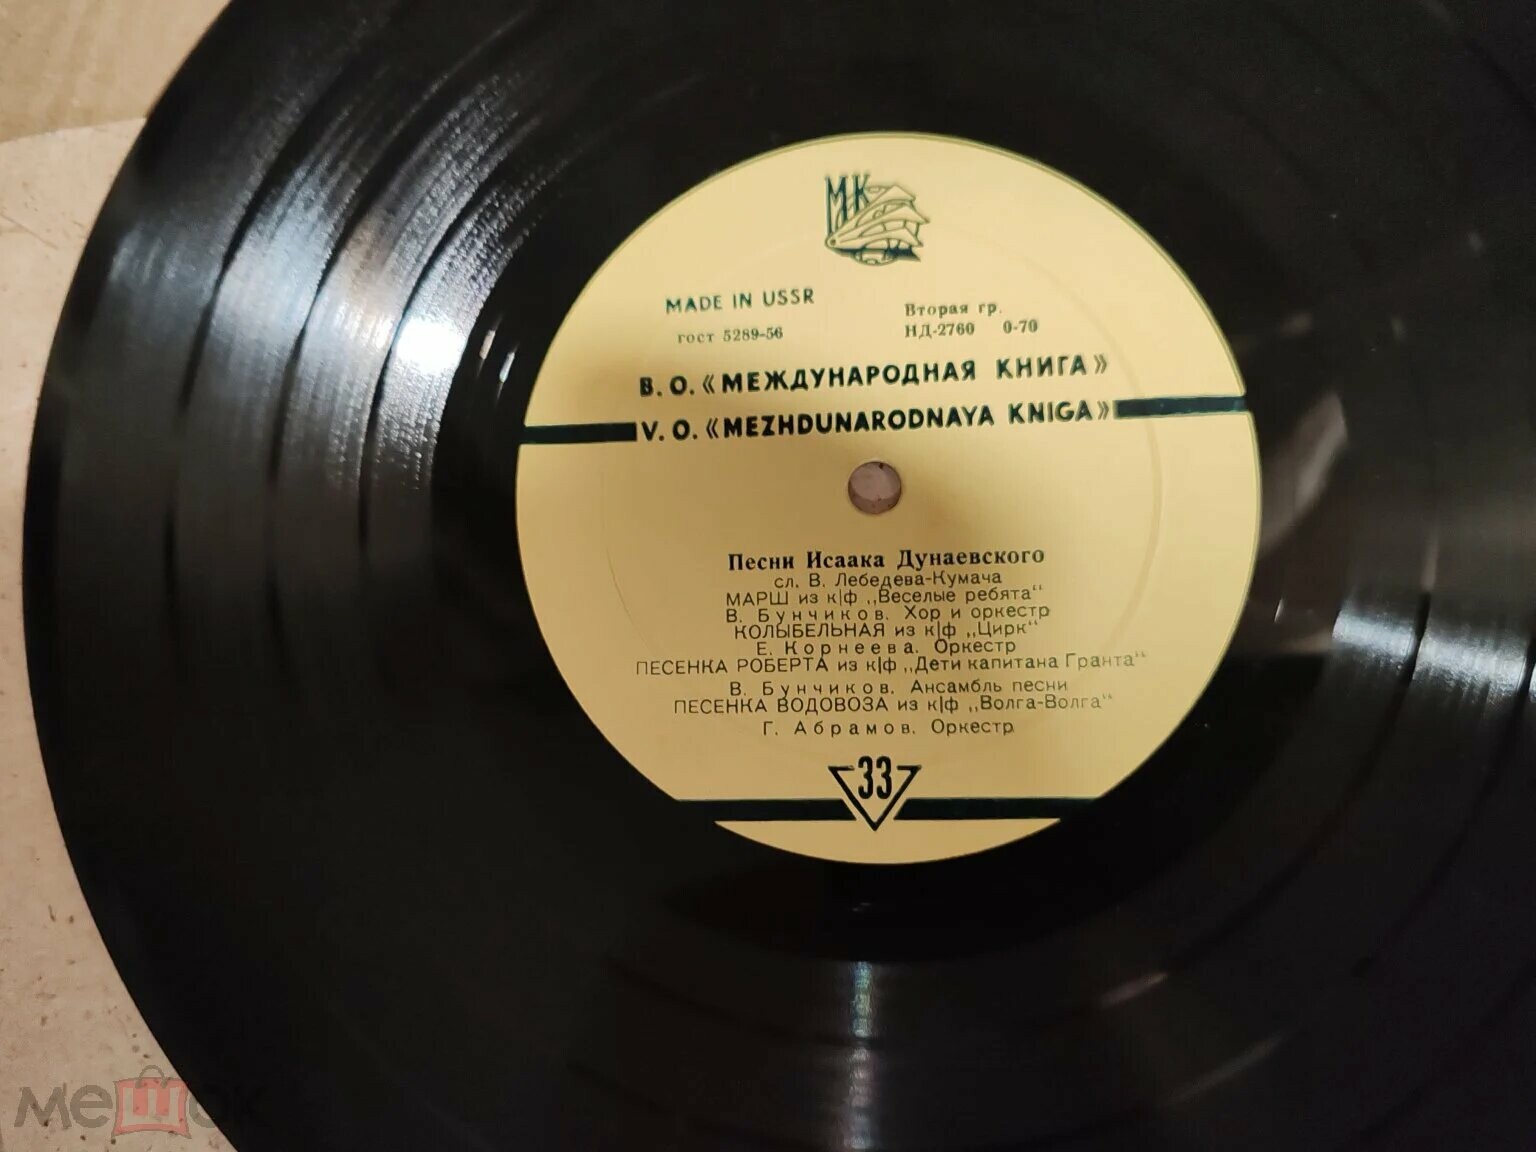 МК
MADE IN USSR
гост 5289-56
Вторая гр.
НД-2760 0-70
В. О. «МЕЖДУНАРОДНАЯ КНИГА»
V. O. «MEZHDUNARODNAYA KNIGA»
Песни Исаака Дунаевского
сл. В. Лебедева-Кумача
МАРШ из к|ф „Веселые ребята“
В. Бунчиков. Хор и оркестр
КОЛЫБЕЛЬНАЯ из к|ф „Цирк“
Е. Корнеева. Оркестр
ПЕСЕНКА РОБЕРТА из к|ф „Дети капитана Гранта“
В. Бунчиков. Ансамбль песни
ПЕСЕНКА ВОДОВОЗА из к|ф „Волга-Волга“
Г. Абрамов. Оркестр
33
мешок